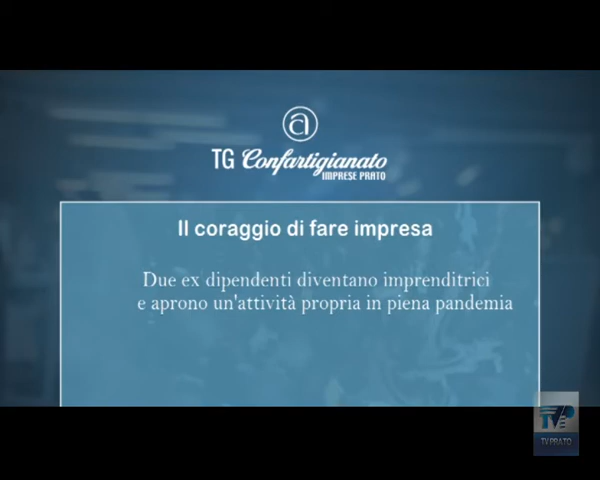 TG Confartigianato
IMPRESE PRATO
Il coraggio di fare impresa
Due ex dipendenti diventano imprenditrici
e aprono un'attività propria in piena pandemia
TVP
TV PRATO